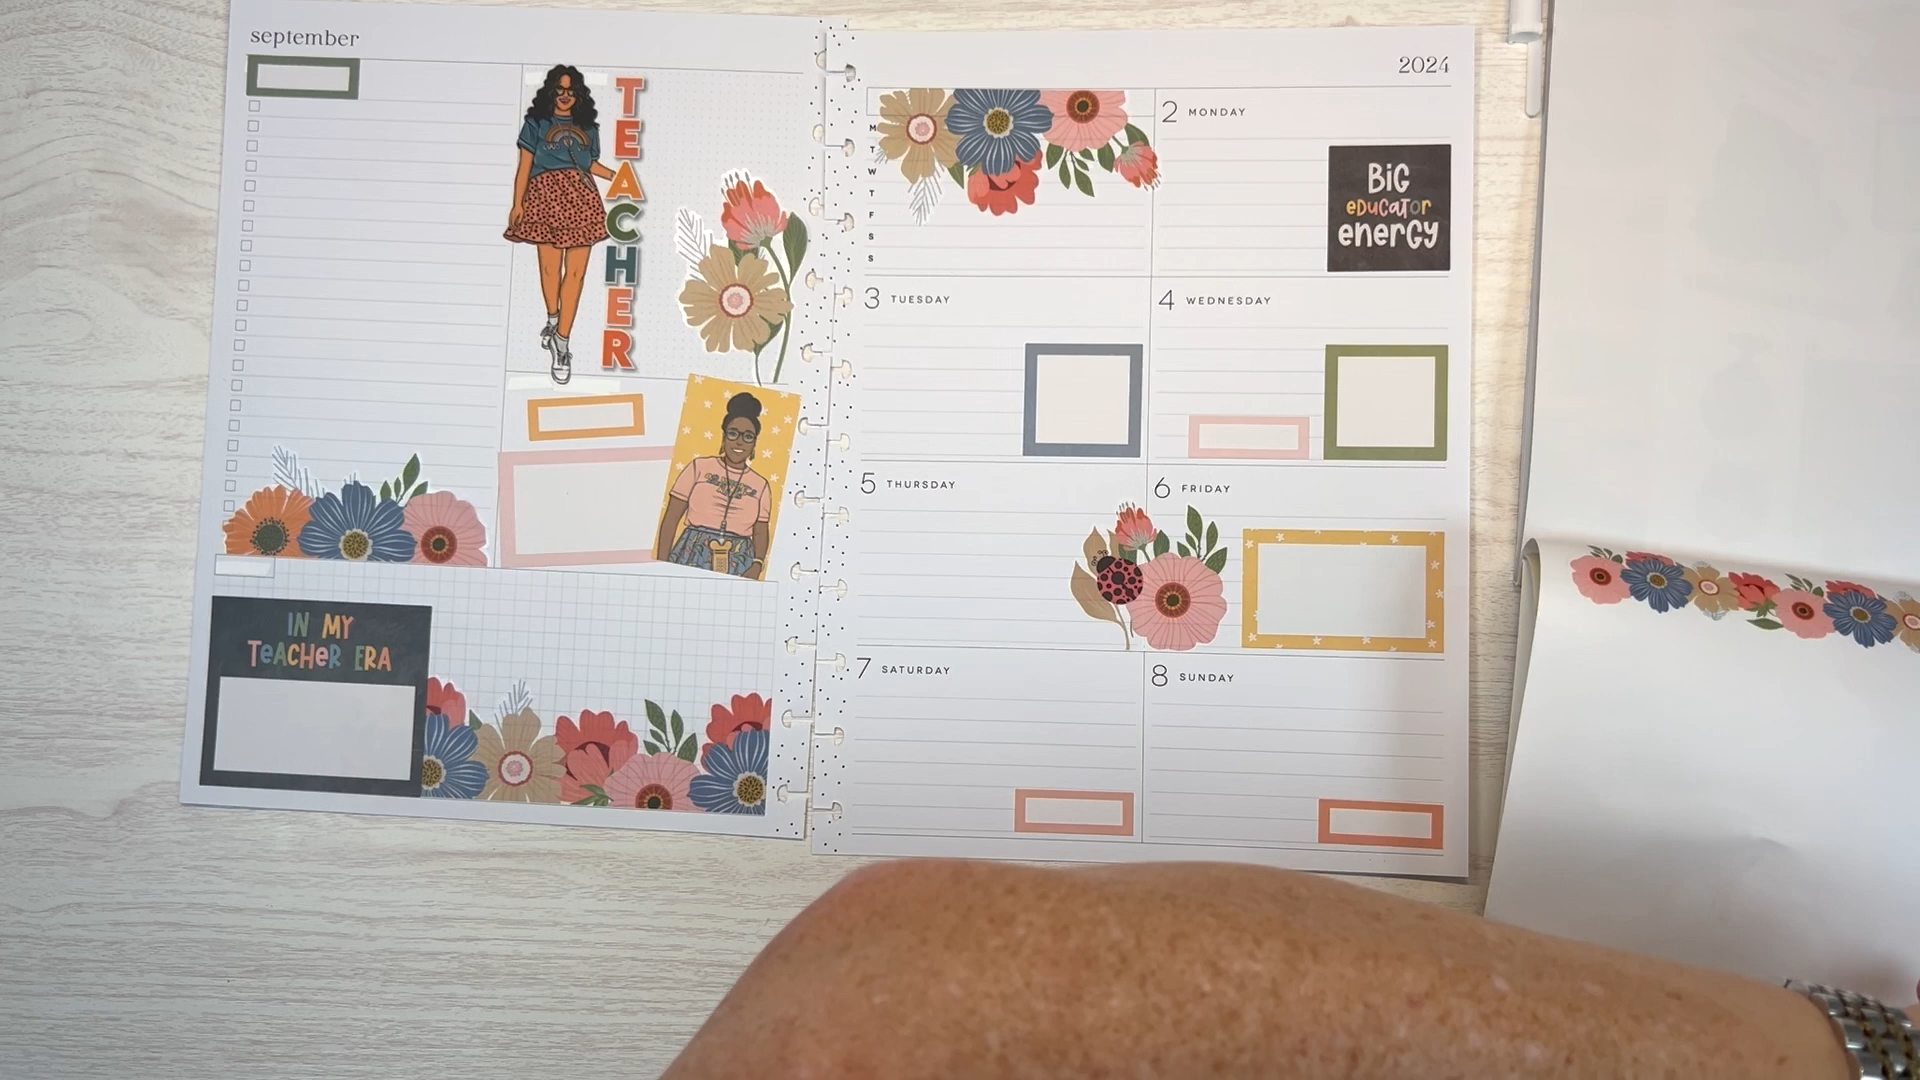 september
TEACHER
IN MY
TEACHER ERA
2024
M
T
W
T
F
S
S
2 MONDAY
BIG
EDUCATOR
ENERGY
3 TUESDAY
4 WEDNESDAY
5 THURSDAY
6 FRIDAY
7 SATURDAY
8 SUNDAY